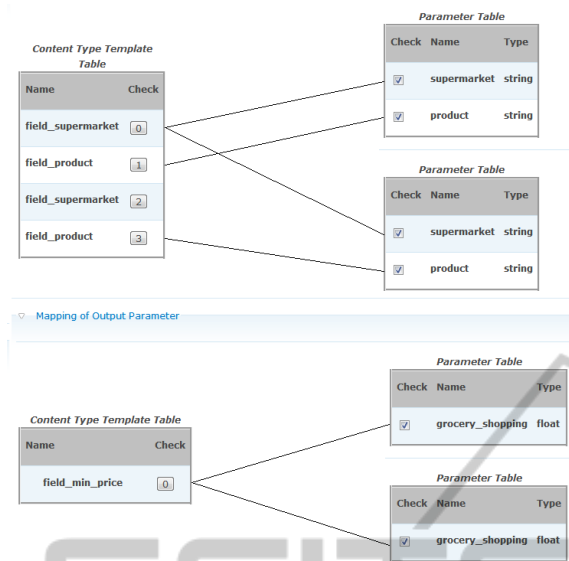 Parameter Table
Check Name Type
supermarket string
product string
Content Type Template
Table
Name Check
field_supermarket 0
field_product 1
field_supermarket 2
field_product 3
Parameter Table
Check Name Type
supermarket string
product string
Mapping of Output Parameter
Parameter Table
Check Name Type
grocery_shopping float
Content Type Template Table
Name Check
field_min_price 0
Parameter Table
Check Name Type
grocery_shopping float